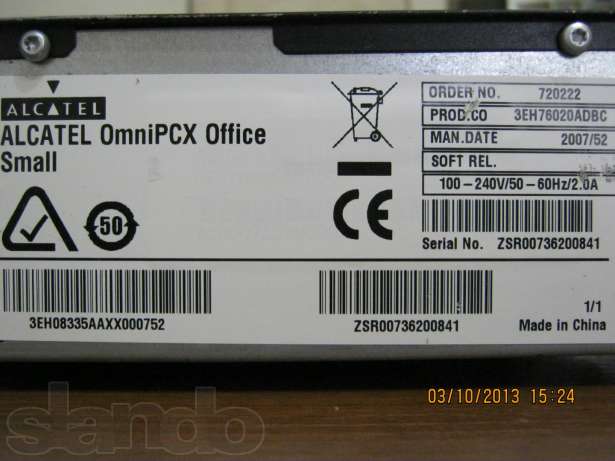 ALCATEL
ALCATEL OmniPCX Office
Small
50
CE
ORDER NO. 720222
PROD.CO 3EH76020ADBC
MAN.DATE 2007/52
SOFT REL.
100-240V/50-60Hz/2.0A
Serial No. ZSR00736200841
3EH08335AAXX000752
ZSR00736200841
1/1
Made in China
03/10/2013 15:24
slando